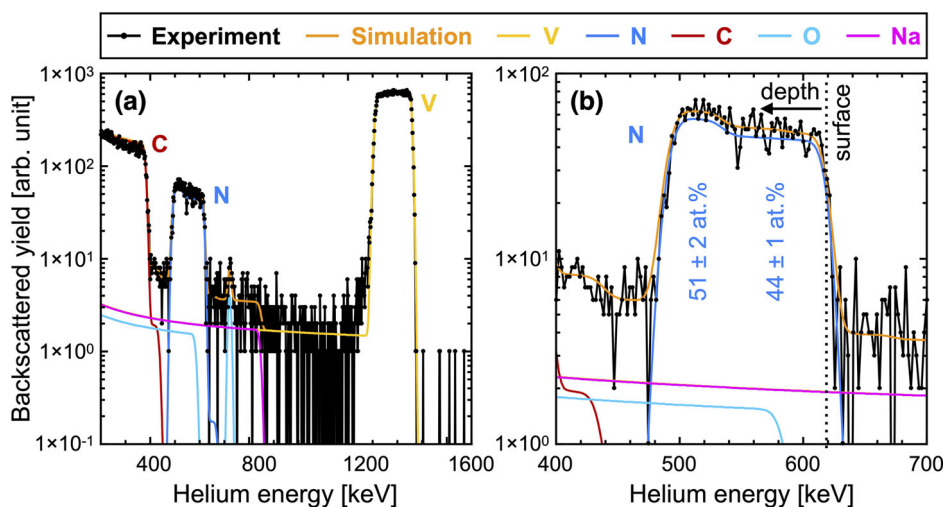 Experiment Simulation V N C O Na
(a)
1×10³
1×10²
1×10¹
1×10⁰
1×10⁻¹
Backscattered yield [arb. unit]
C
N
V
400 800 1200 1600
Helium energy [keV]
(b)
1×10²
1×10¹
1×10⁰
depth
surface
N
51 ± 2 at.%
44 ± 1 at.%
400 500 600 700
Helium energy [keV]